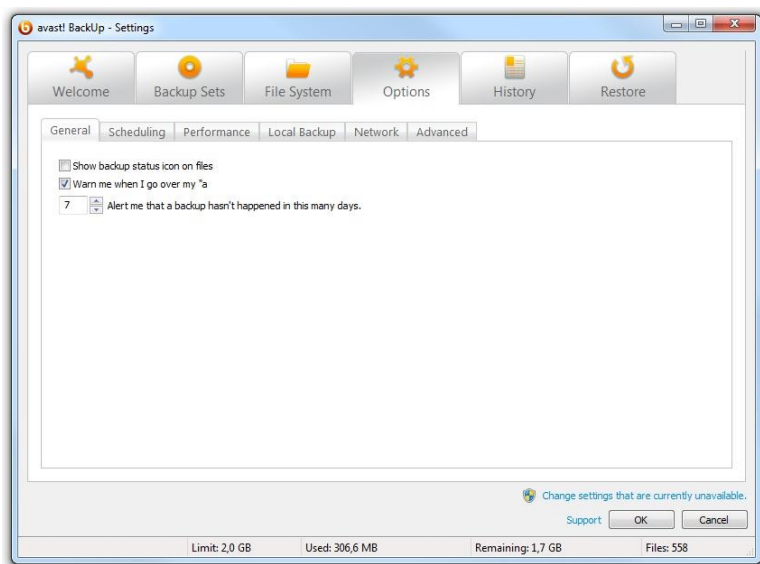 avast! BackUp - Settings
Welcome Backup Sets File System Options History Restore
General Scheduling Performance Local Backup Network Advanced
Show backup status icon on files
Warn me when I go over my "a
7 Alert me that a backup hasn't happened in this many days.
Change settings that are currently unavailable.
Support OK Cancel
Limit: 2,0 GB Used: 306,6 MB Remaining: 1,7 GB Files: 558